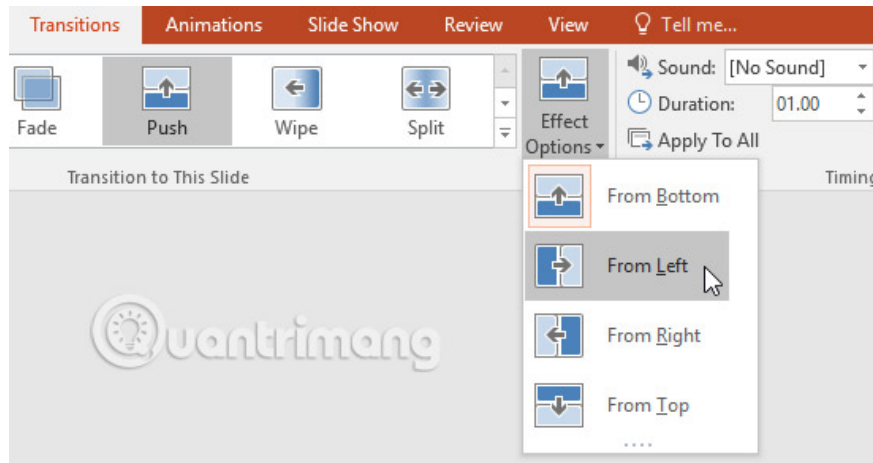 Transitions Animations Slide Show Review View Tell me...
Fade Push Wipe Split
Effect Options
Sound: [No Sound]
Duration: 01.00
Apply To All
Transition to This Slide
Timing
From Bottom
From Left
From Right
From Top
Quantrimang